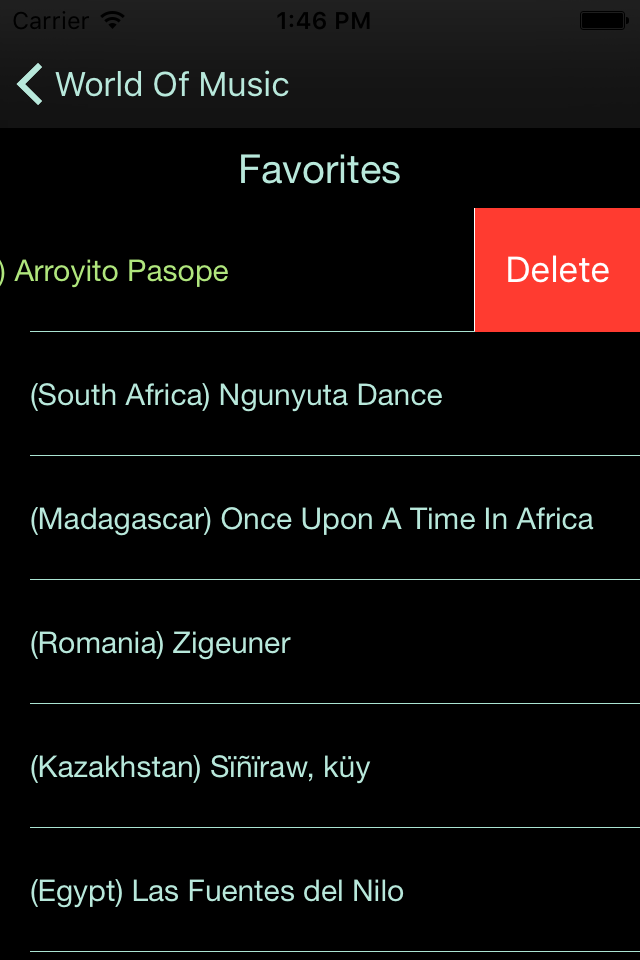 Carrier 1:46 PM
World Of Music
Favorites
) Arroyito Pasope Delete
(South Africa) Ngunyuta Dance
(Madagascar) Once Upon A Time In Africa
(Romania) Zigeuner
(Kazakhstan) Sïñïraw, küy
(Egypt) Las Fuentes del Nilo